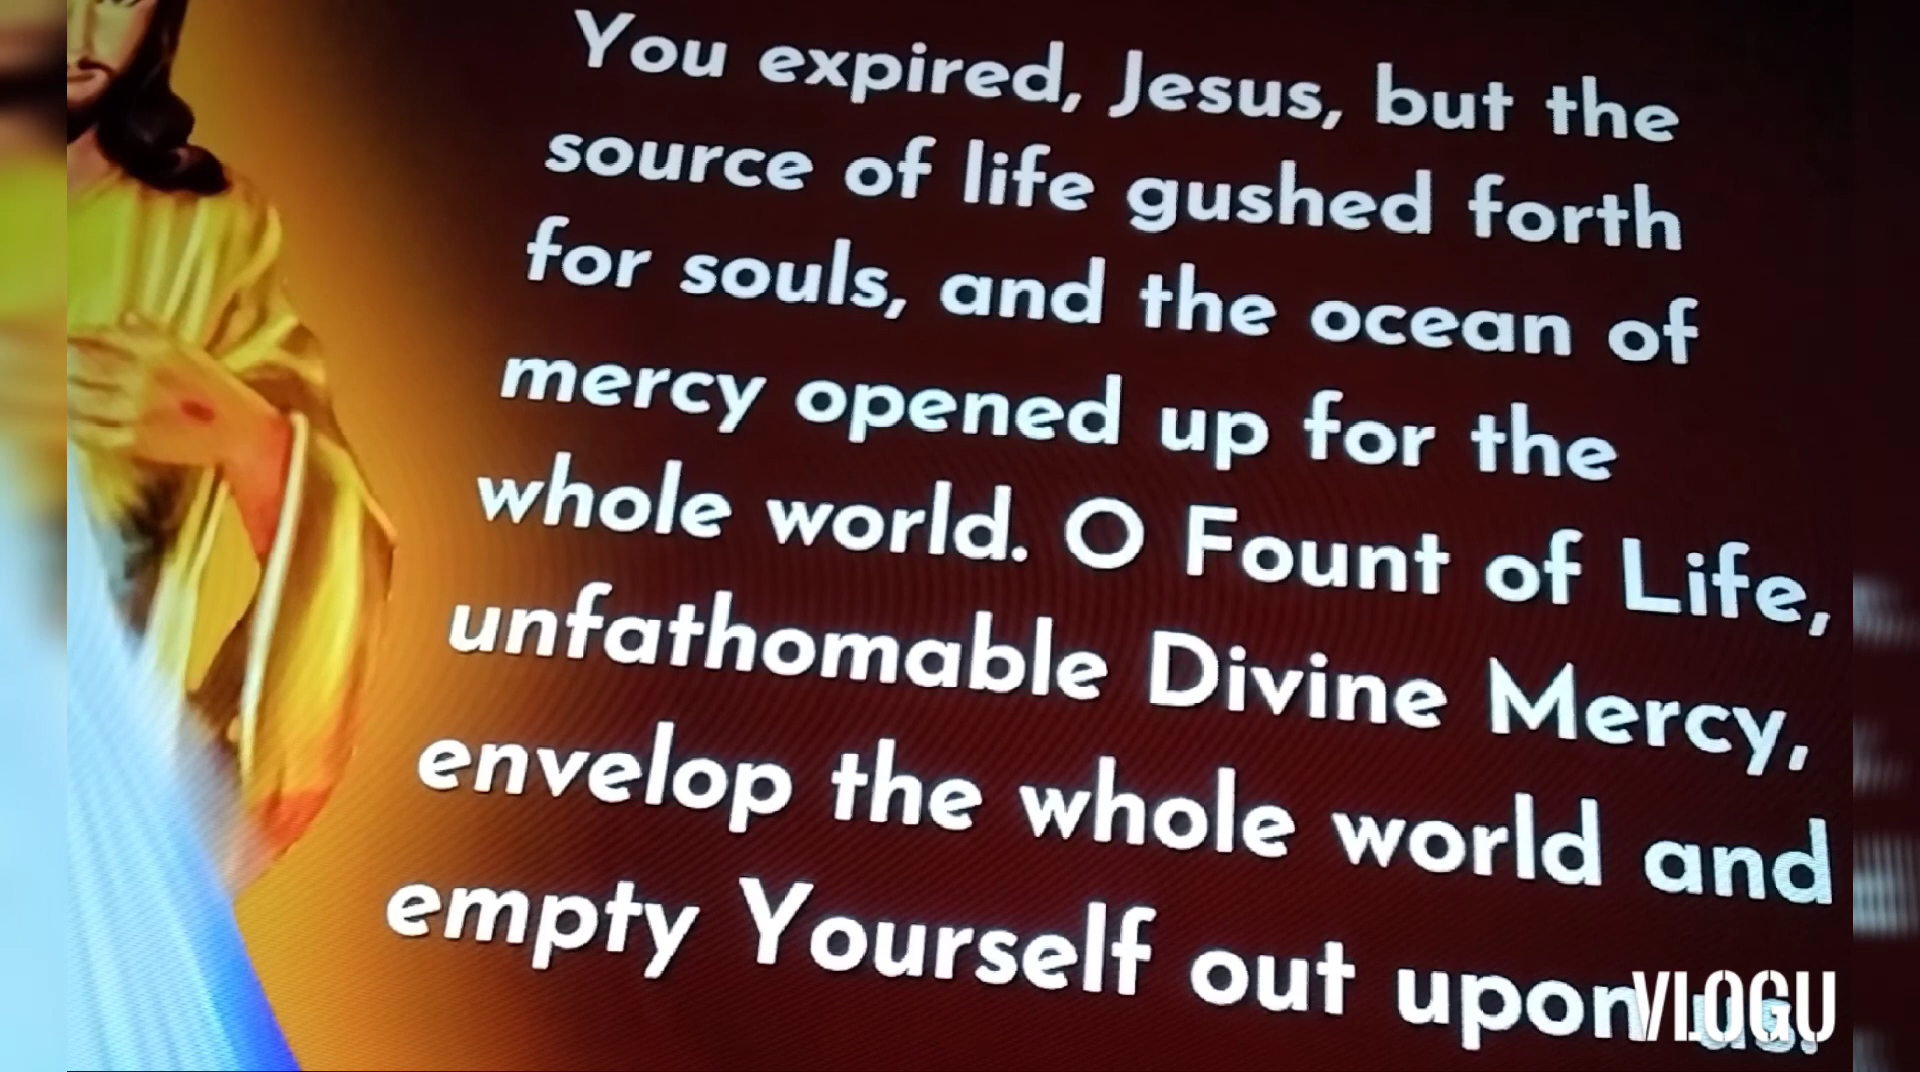 You expired, Jesus, but the
source of life gushed forth
for souls, and the ocean of
mercy opened up for the
whole world. O Fount of Life,
unfathomable Divine Mercy,
envelop the whole world and
empty Yourself out upon us.
VLOGU